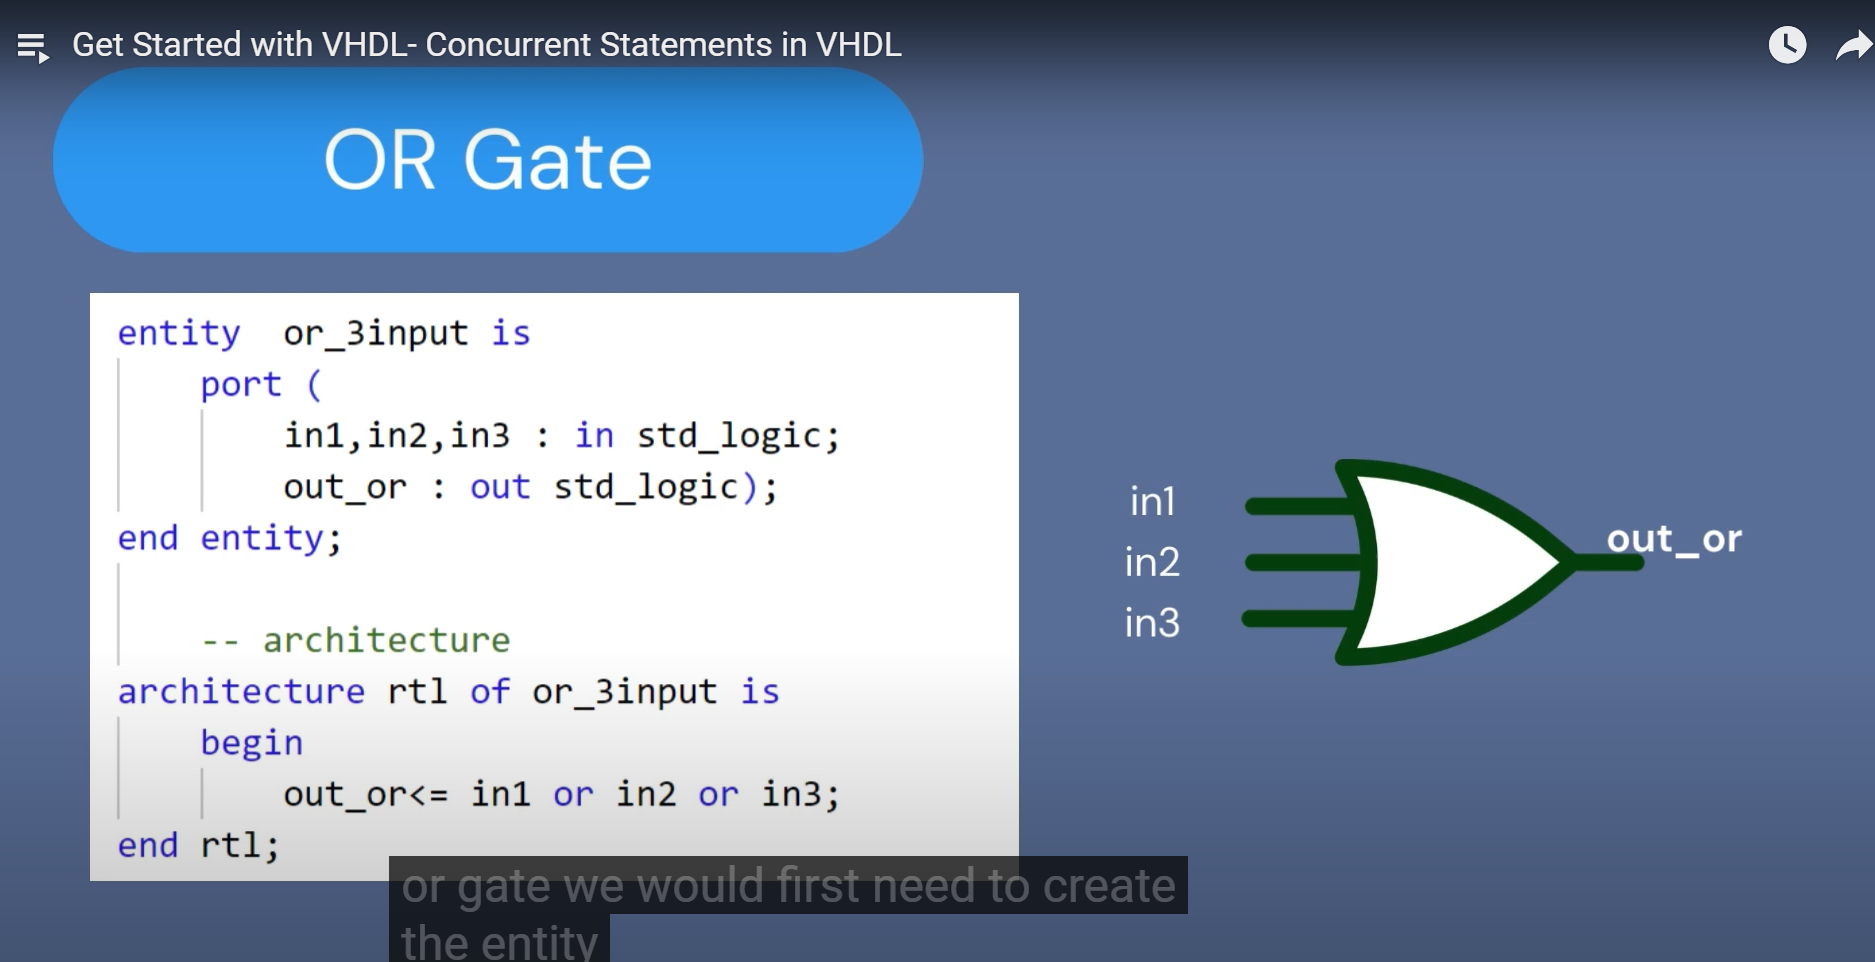 Get Started with VHDL- Concurrent Statements in VHDL
OR Gate
entity  or_3input is
port (
in1,in2,in3 : in std_logic;
out_or : out std_logic);
end entity;
-- architecture
architecture rtl of or_3input is
begin
out_or<= in1 or in2 or in3;
end rtl;
in1
in2
in3
out_or
or gate we would first need to create
the entity